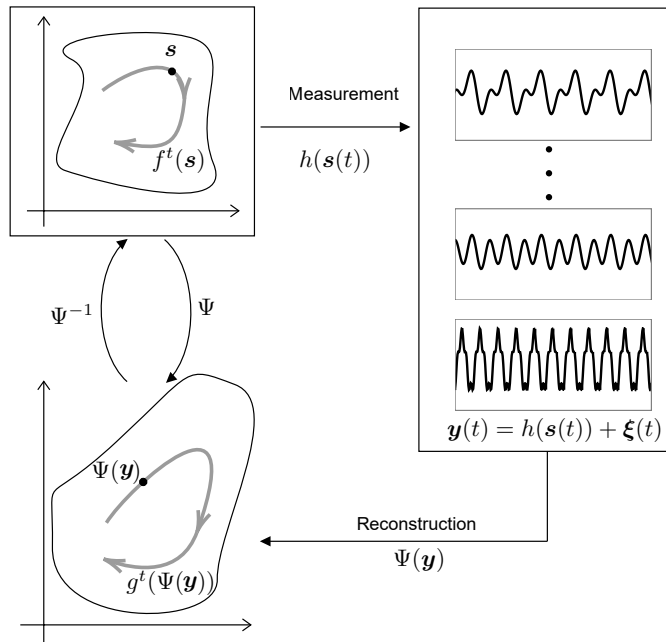 s
f^t(s)
Measurement
h(s(t))
Ψ^{-1}
Ψ
y(t) = h(s(t)) + ξ(t)
Ψ(y)
g^t(Ψ(y))
Reconstruction
Ψ(y)